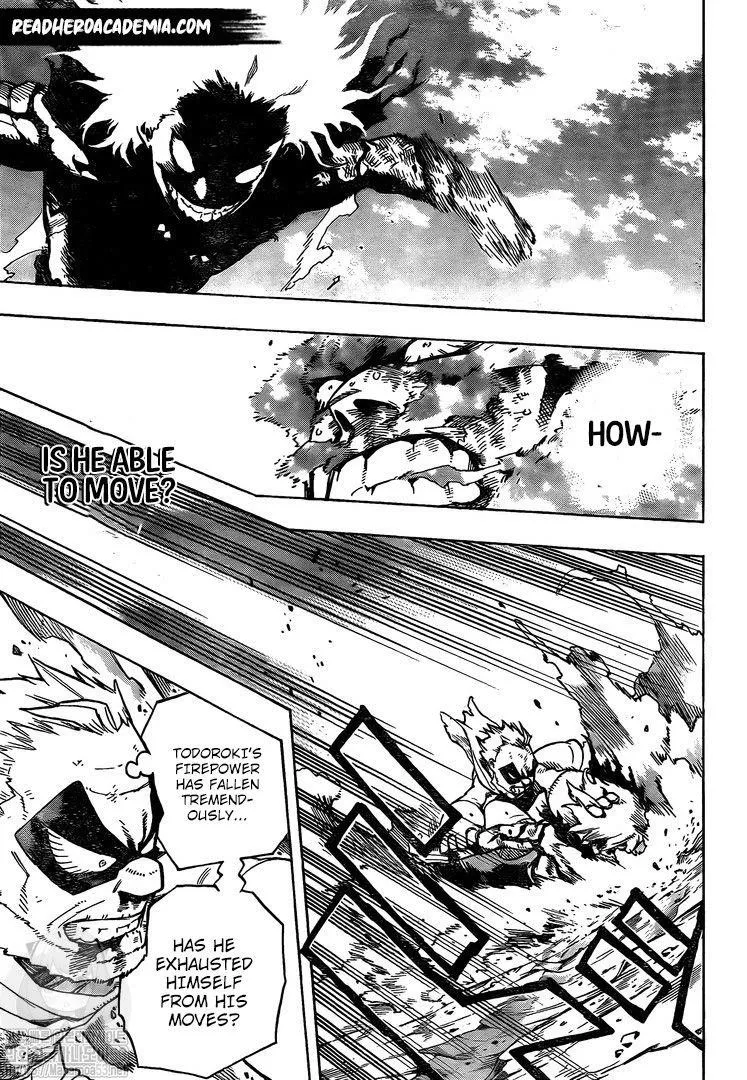 READHEROACADEMIA.COM
HOW-
IS HE ABLE
TO MOVE?
TODOROKI'S
FIREPOWER
HAS FALLEN
TREMEND-
OUSLY...
HAS HE
EXHAUSTED
HIMSELF
FROM HIS
MOVES?